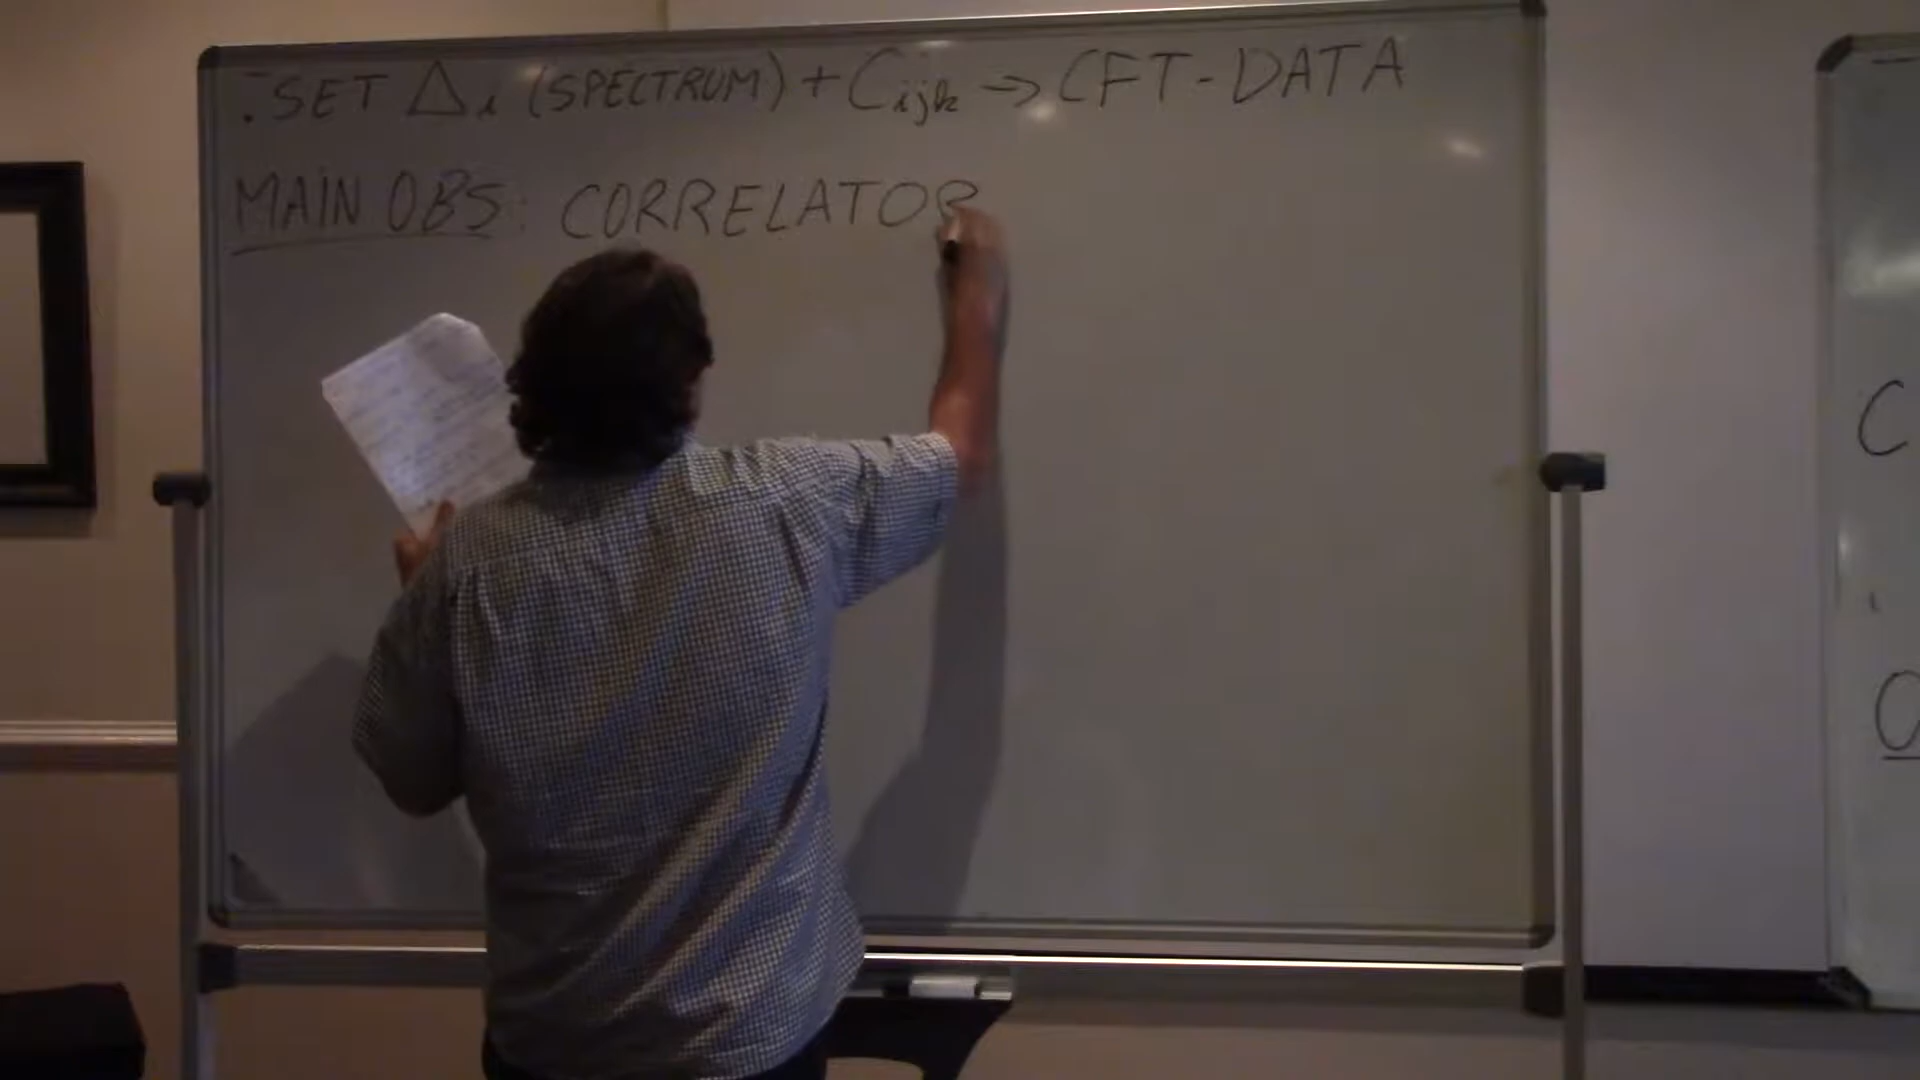 · SET Δi (SPECTRUM) + Cijk → CFT-DATA
MAIN OBS: CORRELATOR
C